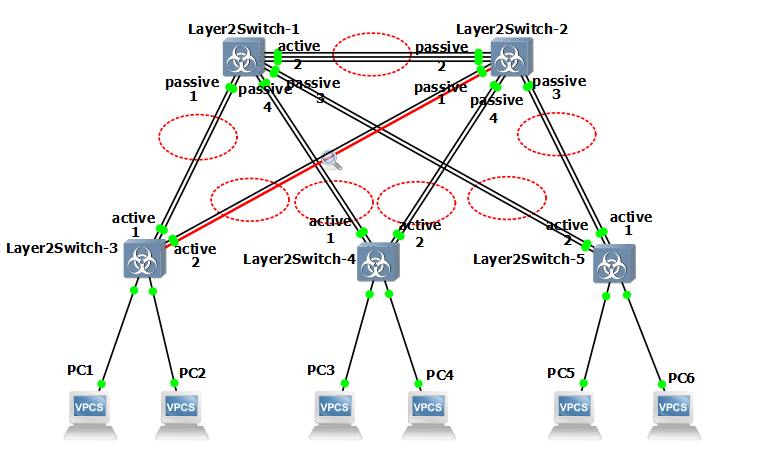 Layer2Switch-1
Layer2Switch-2
active
2
passive
2
passive
1
passive
4
passive
3
passive
1
passive
4
passive
3
active
1
active
2
active
1
active
2
active
2
active
1
Layer2Switch-3
Layer2Switch-4
Layer2Switch-5
PC1
PC2
PC3
PC4
PC5
PC6
VPCS
VPCS
VPCS
VPCS
VPCS
VPCS